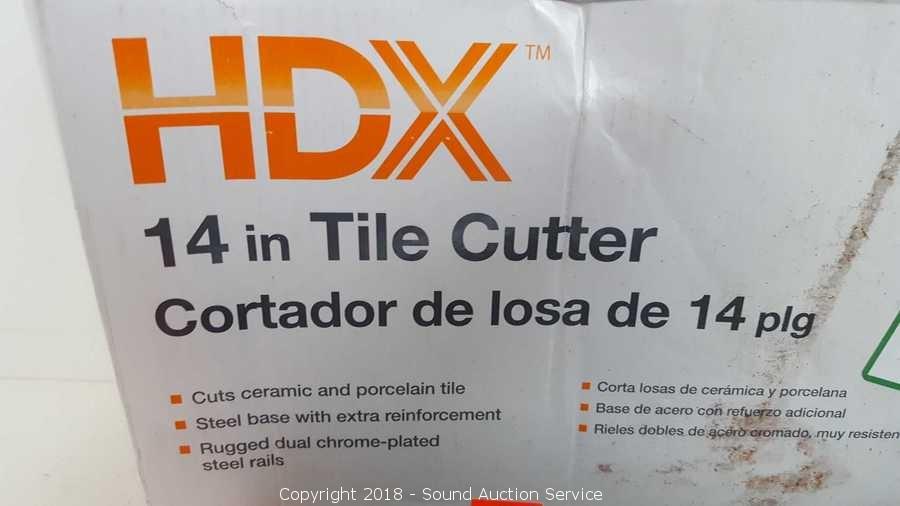 HDX™
14 in Tile Cutter
Cortador de losa de 14 plg
Cuts ceramic and porcelain tile
Steel base with extra reinforcement
Rugged dual chrome-plated
steel rails
Corta losas de cerámica y porcelana
Base de acero con refuerzo adicional
Rieles dobles de acero cromado, muy resisten
Copyright 2018 - Sound Auction Service